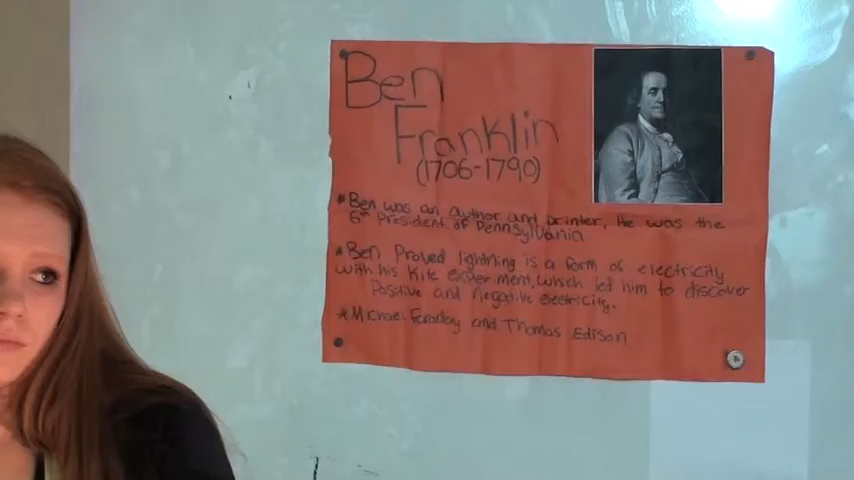 Ben
Franklin
(1706-1790)
*Ben was an author and printer, He was the
6th President of Pennsylvania
*Ben Proved lightning is a form of electricity
with his Kite experiment, which led him to discover
Positive and negative electricity.
*Michael Feraday and Thomas Edison